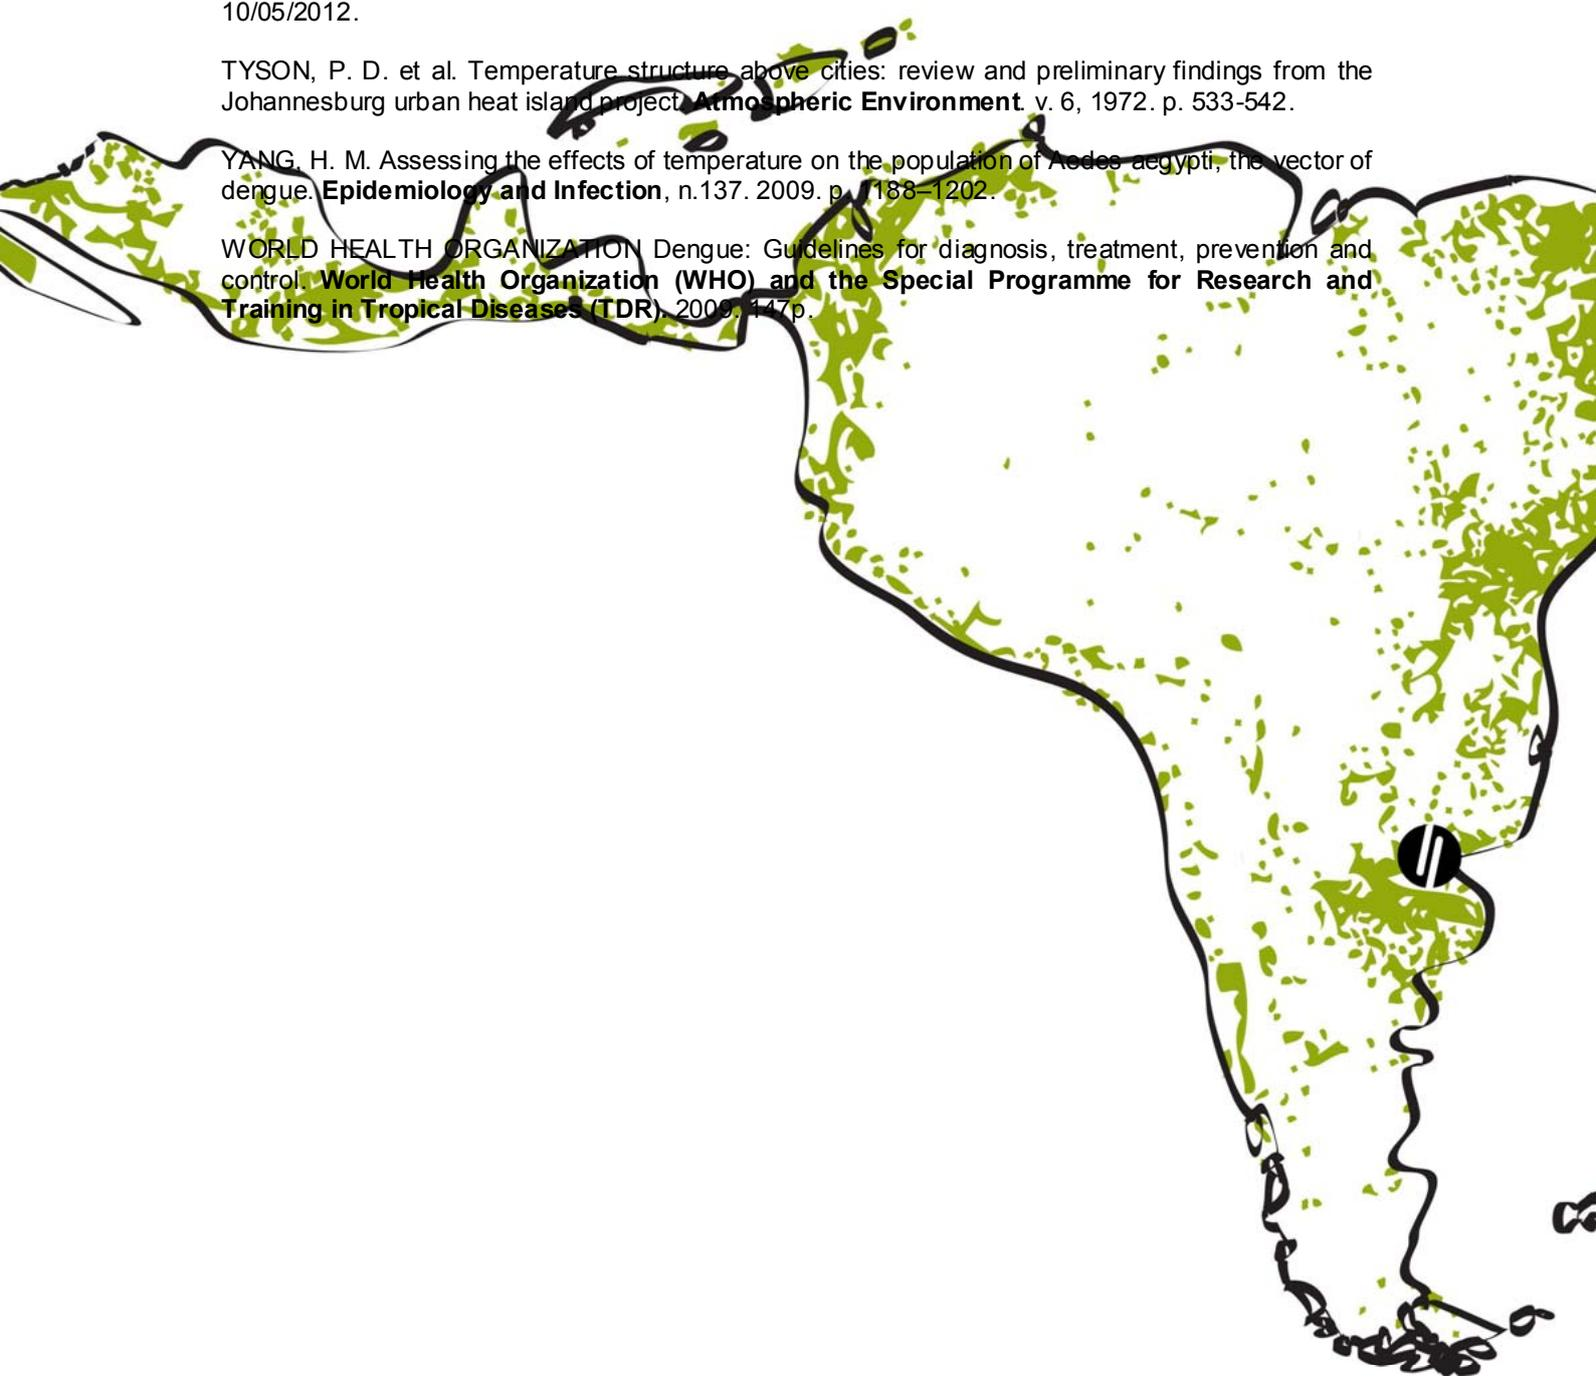 10/05/2012.
TYSON, P. D. et al. Temperature structure above cities: review and preliminary findings from the
Johannesburg urban heat island project. Atmospheric Environment. v. 6, 1972. p. 533-542.
YANG, H. M. Assessing the effects of temperature on the population of Aedes aegypti, the vector of
dengue. Epidemiology and Infection, n.137. 2009. p. 1188–1202.
WORLD HEALTH ORGANIZATION Dengue: Guidelines for diagnosis, treatment, prevention and
control. World Health Organization (WHO) and the Special Programme for Research and
Training in Tropical Diseases (TDR). 2009. 147p.